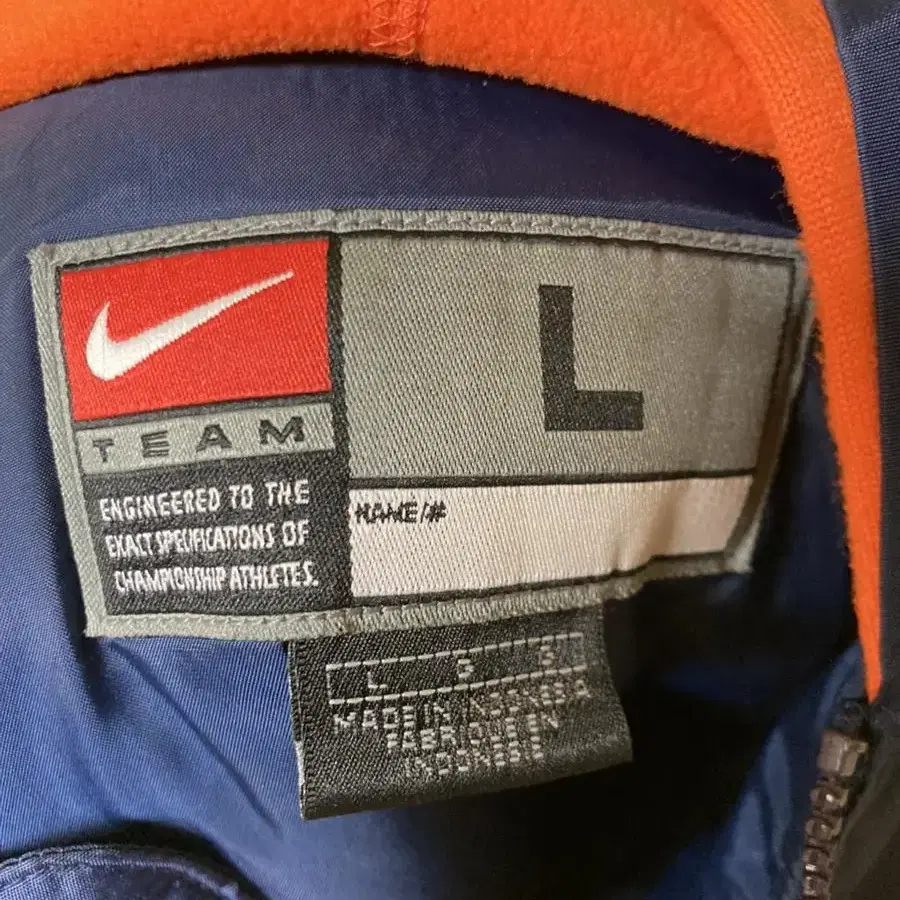 TEAM
ENGINEERED TO THE
EXACT SPECIFICATIONS OF
CHAMPIONSHIP ATHLETES.
L
NAME/#
L G G
MADE IN INDONESIA
FABRIQUE EN
INDONESIE